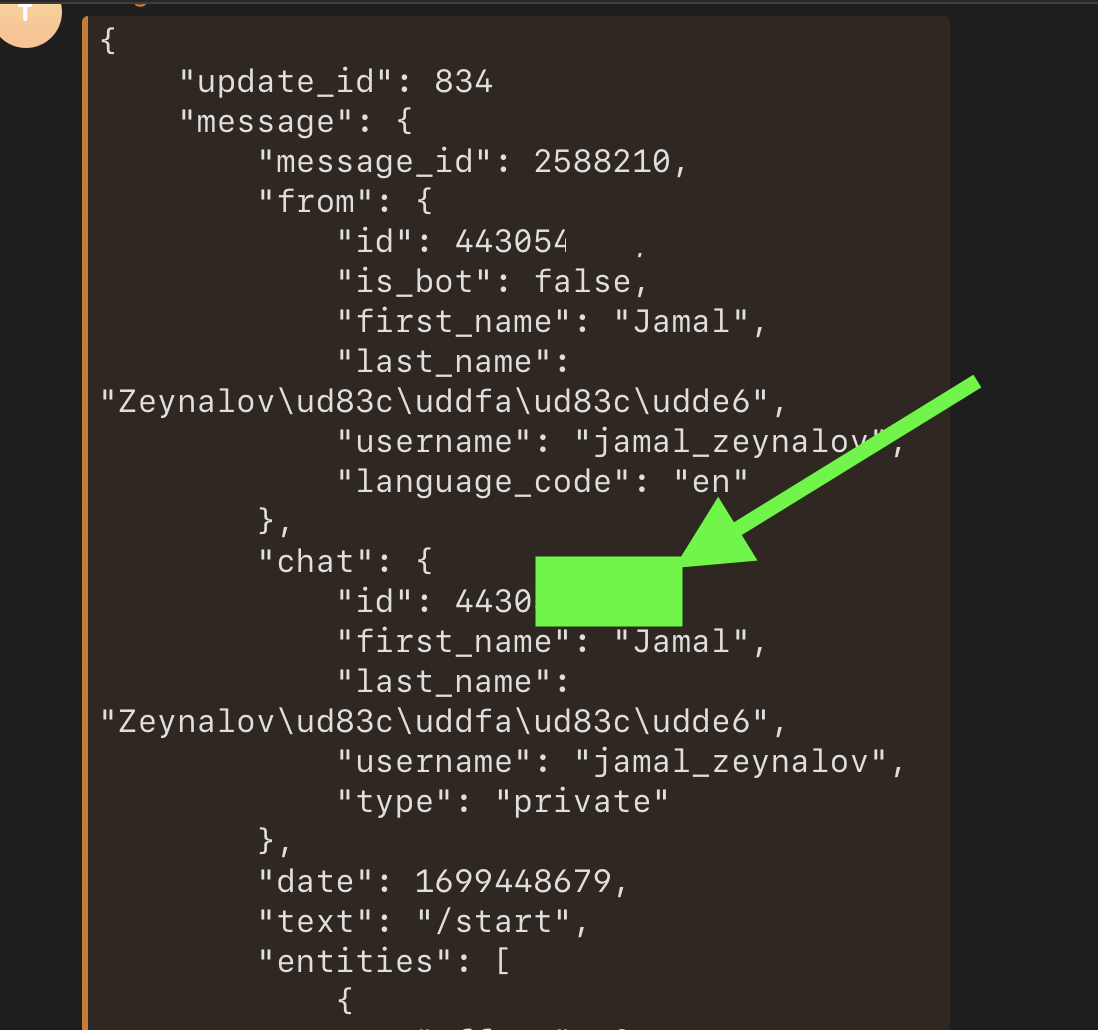 T
{
"update_id": 834
"message": {
"message_id": 2588210,
"from": {
"id": 443054 ,
"is_bot": false,
"first_name": "Jamal",
"last_name":
"Zeynalov\ud83c\uddfa\ud83c\udde6",
"username": "jamal_zeynalov",
"language_code": "en"
},
"chat": {
"id": 4430
"first_name": "Jamal",
"last_name":
"Zeynalov\ud83c\uddfa\ud83c\udde6",
"username": "jamal_zeynalov",
"type": "private"
},
"date": 1699448679,
"text": "/start",
"entities": [
{